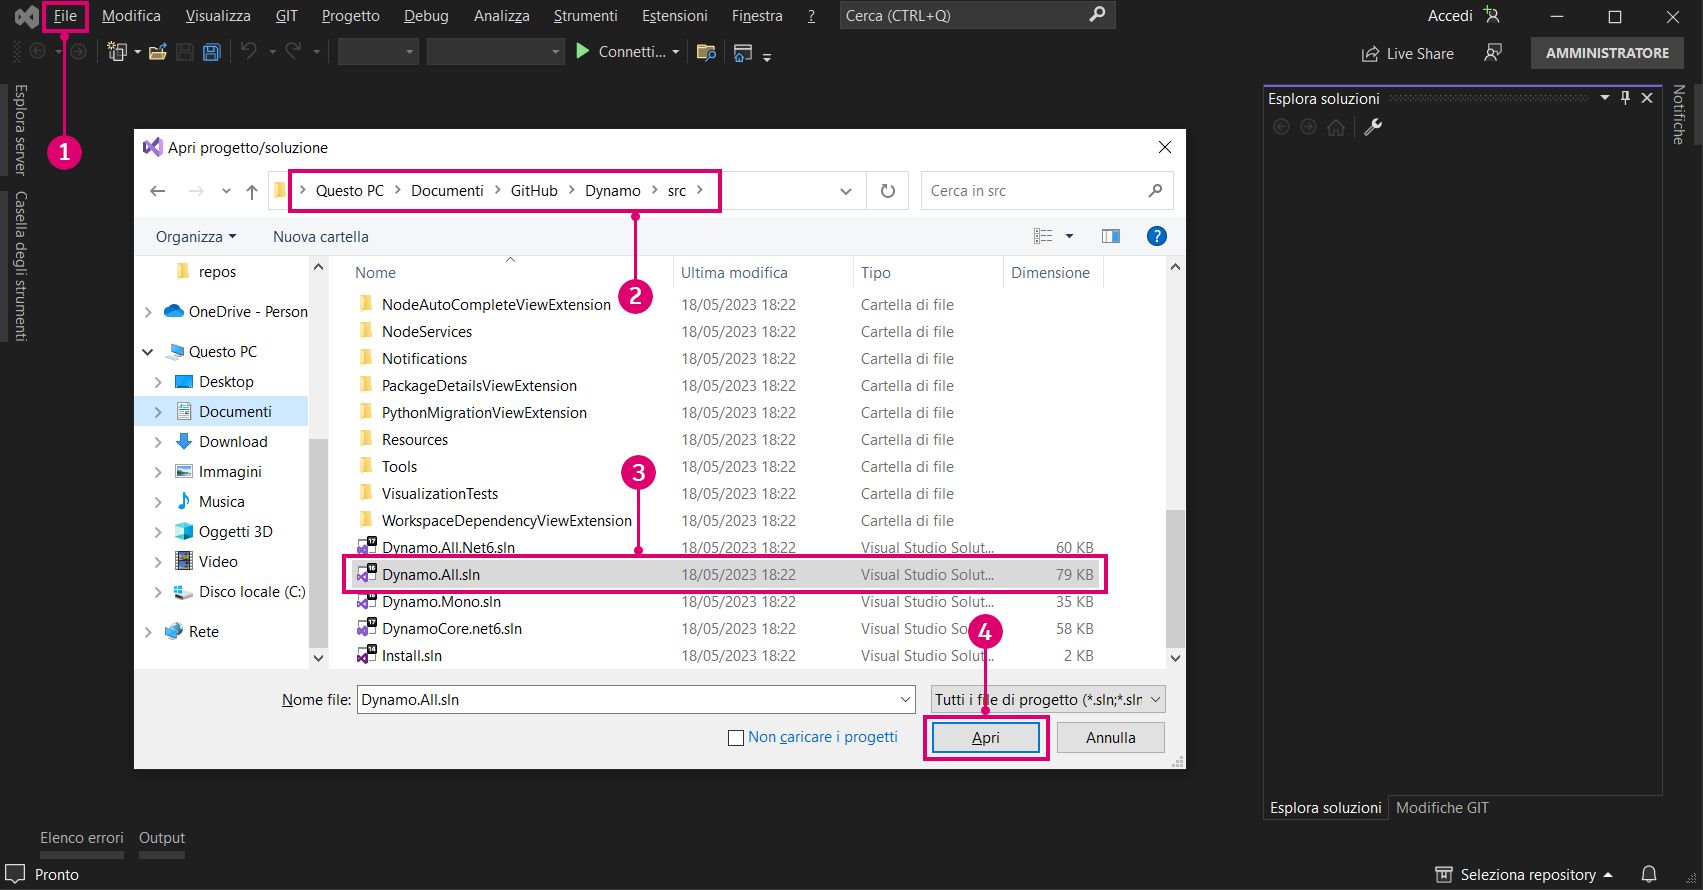 File Modifica Visualizza GIT Progetto Debug Analizza Strumenti Estensioni Finestra ? Cerca (CTRL+Q) Accedi
Connetti... Live Share AMMINISTRATORE
Esplora server
Casella degli strumenti
1
Apri progetto/soluzione
Questo PC Documenti GitHub Dynamo src Cerca in src
Organizza Nuova cartella ?
2
repos
OneDrive - Person
Questo PC
Desktop
Documenti
Download
Immagini
Musica
Oggetti 3D
Video
Disco locale (C:)
Rete
Nome Ultima modifica Tipo Dimensione
NodeAutoCompleteViewExtension 18/05/2023 18:22 Cartella di file
NodeServices 18/05/2023 18:22 Cartella di file
Notifications 18/05/2023 18:22 Cartella di file
PackageDetailsViewExtension 18/05/2023 18:22 Cartella di file
PythonMigrationViewExtension 18/05/2023 18:22 Cartella di file
Resources 18/05/2023 18:22 Cartella di file
Tools 18/05/2023 18:22 Cartella di file
3
VisualizationTests 18/05/2023 18:22 Cartella di file
WorkspaceDependencyViewExtension 18/05/2023 18:22 Cartella di file
Dynamo.All.Net6.sln 18/05/2023 18:22 Visual Studio Solut... 60 KB
Dynamo.All.sln 18/05/2023 18:22 Visual Studio Solut... 79 KB
Dynamo.Mono.sln 18/05/2023 18:22 Visual Studio Solut... 35 KB
DynamoCore.net6.sln 18/05/2023 18:22 Visual Studio So 58 KB
4
Install.sln 18/05/2023 18:22 Visual Studio Solut... 2 KB
Nome file: Dynamo.All.sln Tutti i file di progetto (*.sln;*.sln
Non caricare i progetti Apri Annulla
Esplora soluzioni
Notifiche
Esplora soluzioni Modifiche GIT
Elenco errori Output
Pronto Seleziona repository